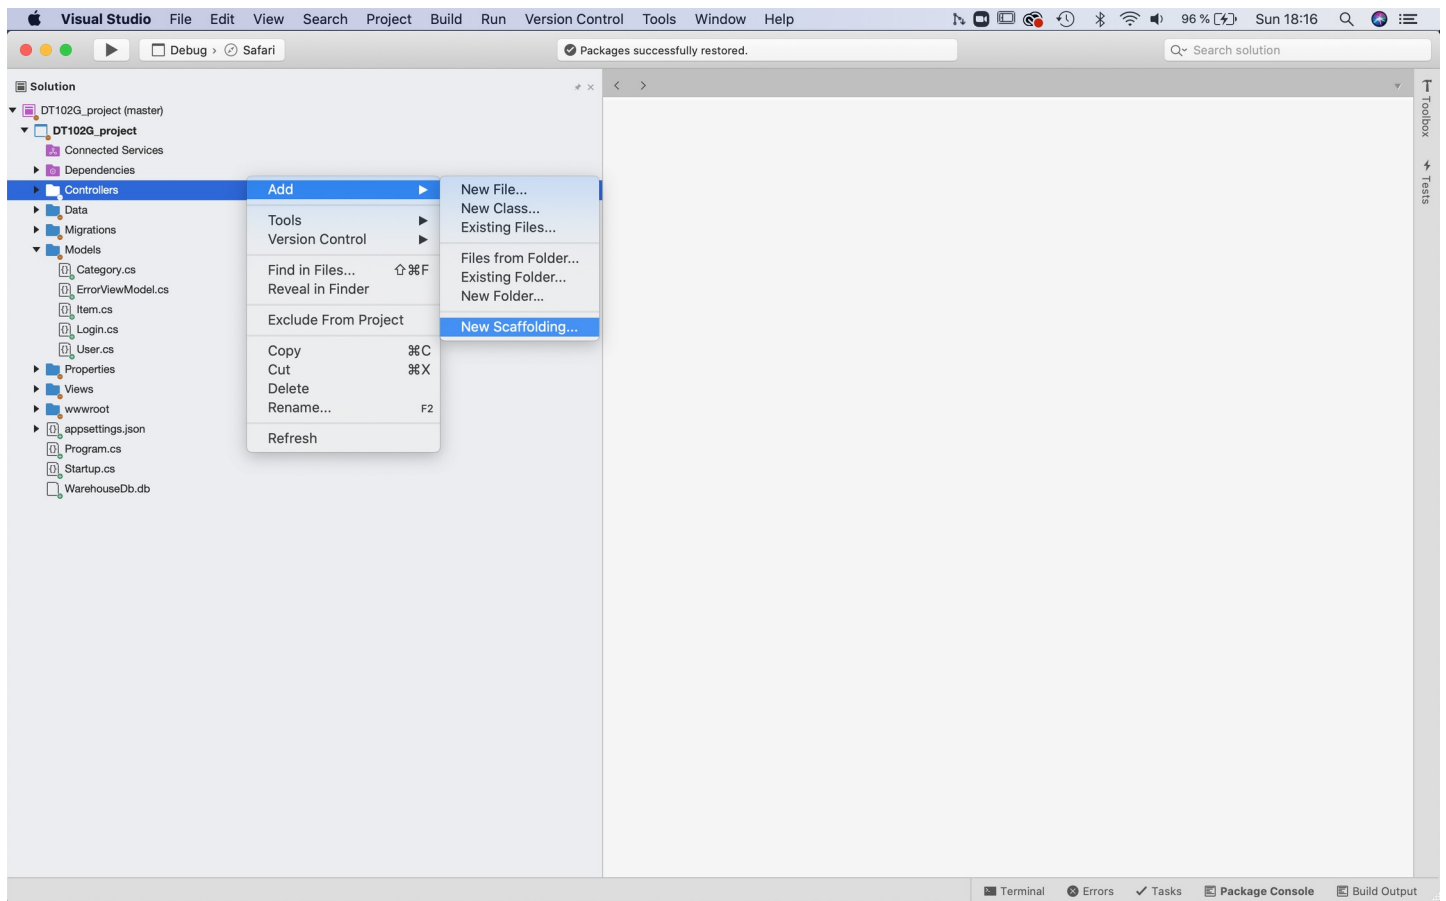 Visual Studio File Edit View Search Project Build Run Version Control Tools Window Help 96 % Sun 18:16
Debug › Safari Packages successfully restored. Search solution
Solution
DT102G_project (master)
DT102G_project
Connected Services
Dependencies
Controllers
Data
Migrations
Models
Category.cs
ErrorViewModel.cs
Item.cs
Login.cs
User.cs
Properties
Views
wwwroot
appsettings.json
Program.cs
Startup.cs
WarehouseDb.db
Add
Tools
Version Control
Find in Files... ⇧⌘F
Reveal in Finder
Exclude From Project
Copy ⌘C
Cut ⌘X
Delete
Rename... F2
Refresh
New File...
New Class...
Existing Files...
Files from Folder...
Existing Folder...
New Folder...
New Scaffolding...
Toolbox
Tests
Terminal Errors Tasks Package Console Build Output